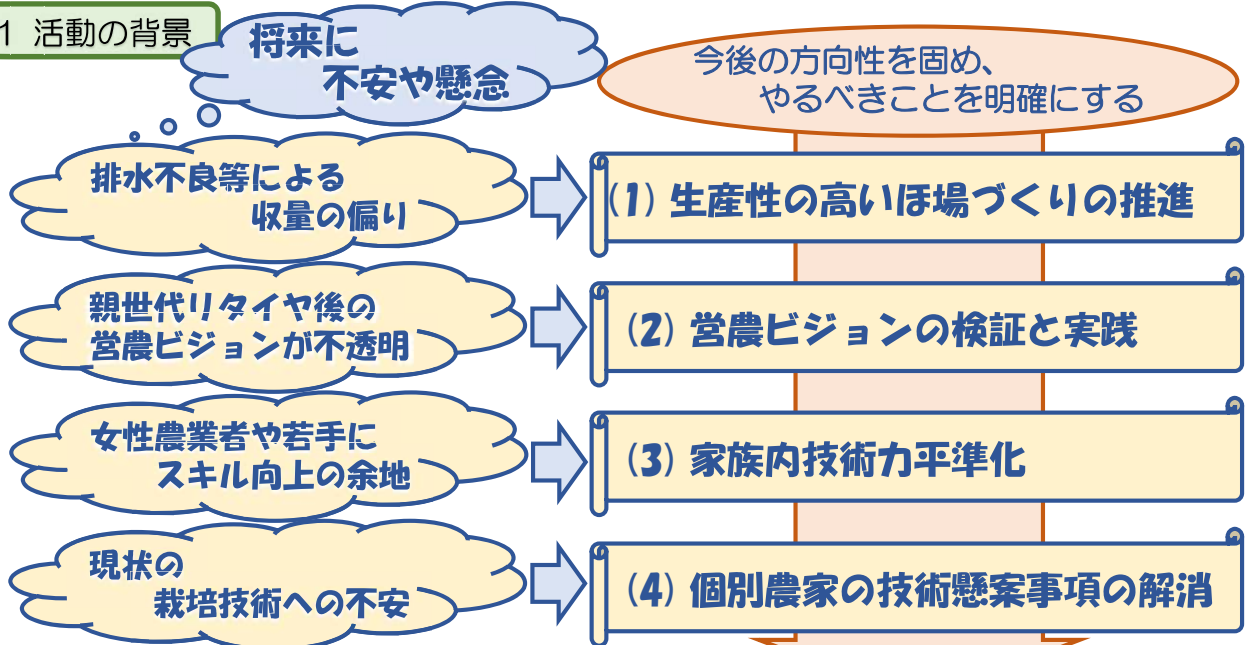 1 活動の背景
将来に
不安や懸念
今後の方向性を固め、
やるべきことを明確にする
排水不良等による
収量の偏り
(1) 生産性の高いほ場づくりの推進
親世代リタイヤ後の
営農ビジョンが不透明
(2) 営農ビジョンの検証と実践
女性農業者や若手に
スキル向上の余地
(3) 家族内技術力平準化
現状の
栽培技術への不安
(4) 個別農家の技術懸案事項の解消